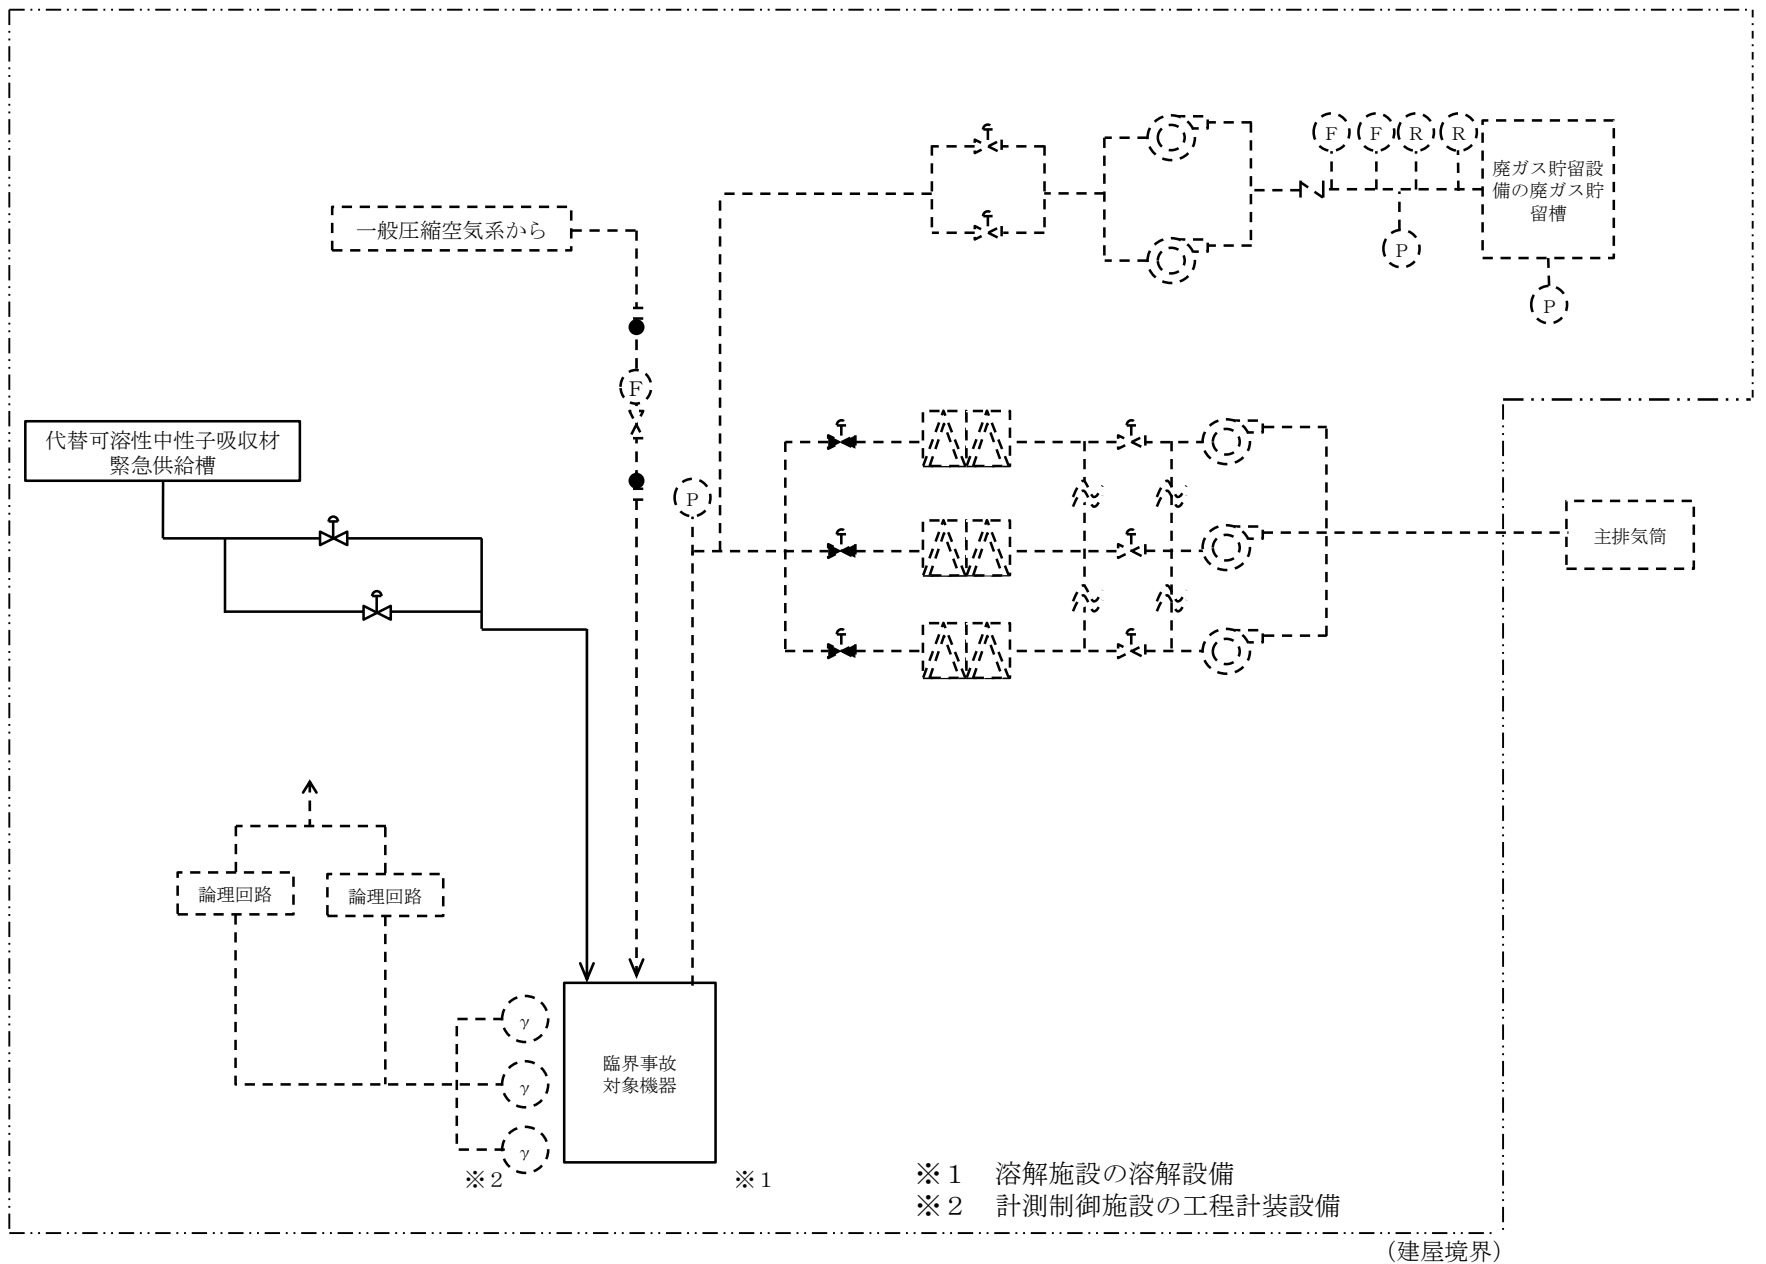 F
F
R
R
廃ガス貯留設
備の廃ガス貯
留槽
一般圧縮空気系から
P
P
F
代替可溶性中性子吸収材
緊急供給槽
P
主排気筒
論理回路
論理回路
γ
γ
γ
臨界事故
対象機器
※２
※１
※１　溶解施設の溶解設備
※２　計測制御施設の工程計装設備
（建屋境界）